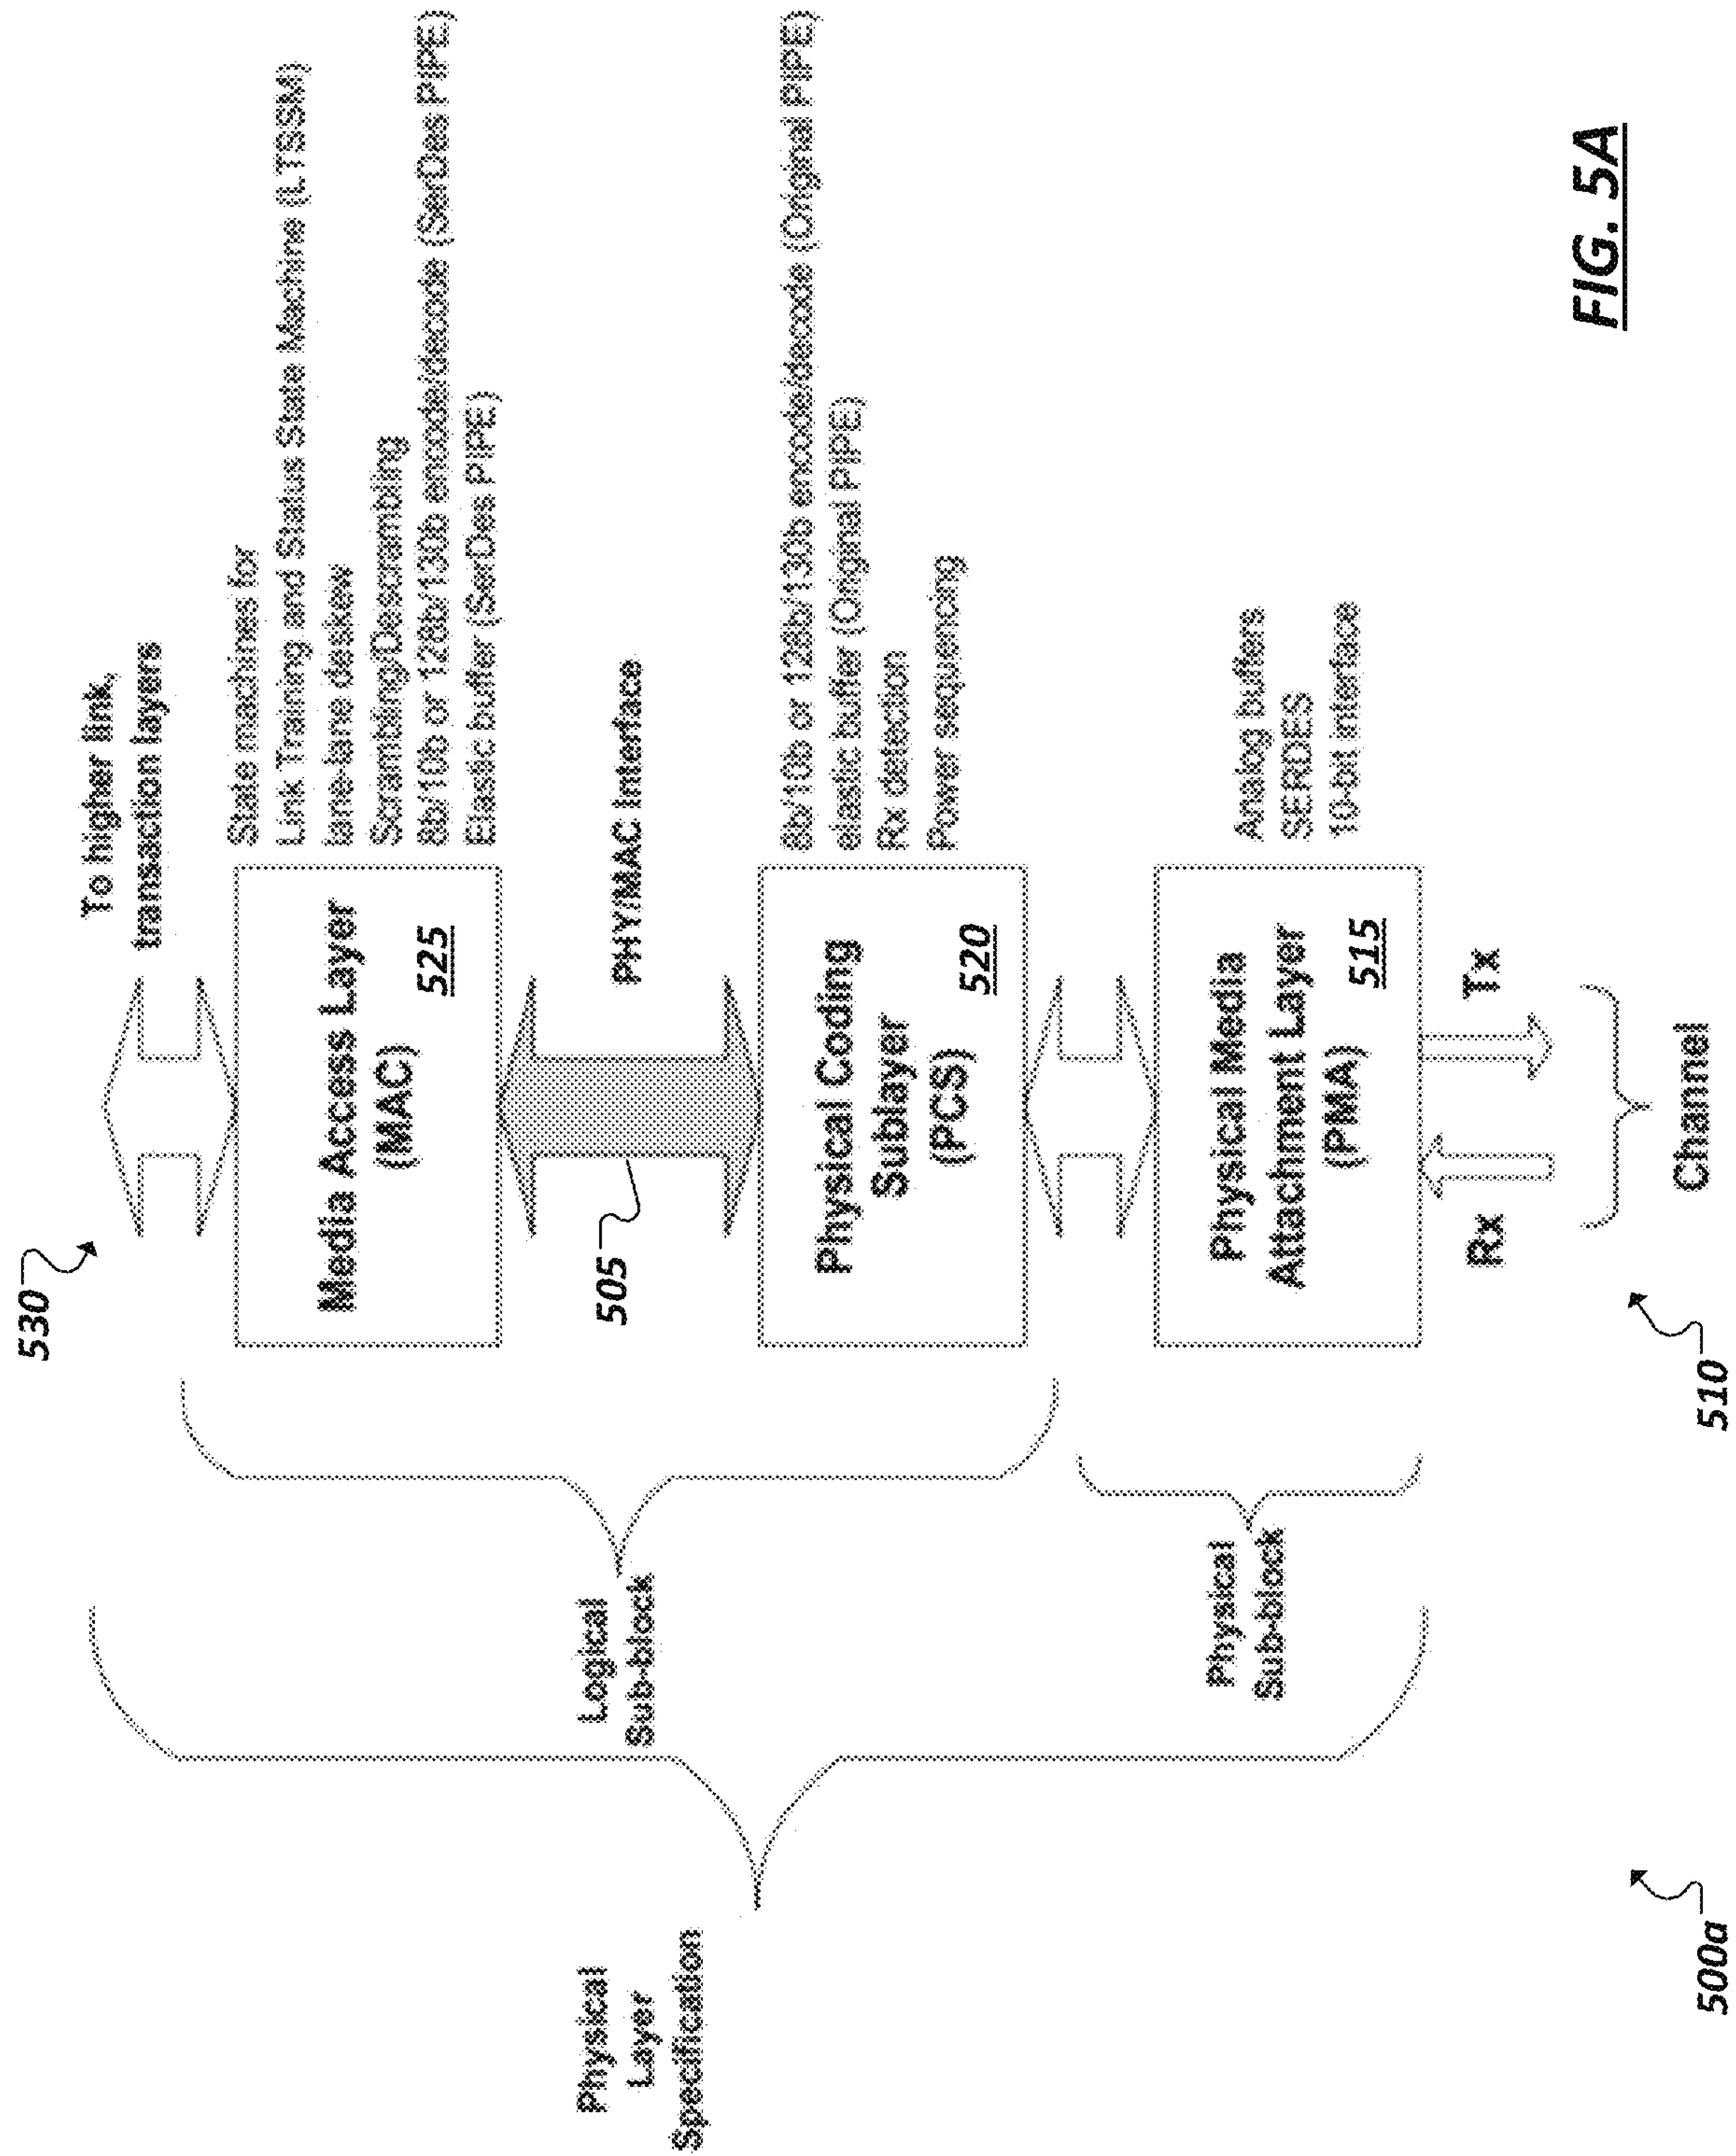 530
To higher link,
transaction layers
Media Access Layer
(MAC)
525
State machines for
Link Training and Status State Machine (LTSSM)
lane-lane deskew
Scrambling/Descrambling
8b/10b or 128b/130b encode/decode (SerDes PIPE)
Elastic buffer (SerDes PIPE)
505
PHY/MAC Interface
Physical
Layer
Specification
Logical
Sub-block
Physical Coding
Sublayer
(PCS)
520
8b/10b or 128b/130b encode/decode (Original PIPE)
elastic buffer (Original PIPE)
Rx detection
Power sequencing
Physical
Sub-block
Physical Media
Attachment Layer
(PMA)
515
Analog buffers
SERDES
10-bit interface
Rx
Tx
Channel
510
500a
FIG. 5A